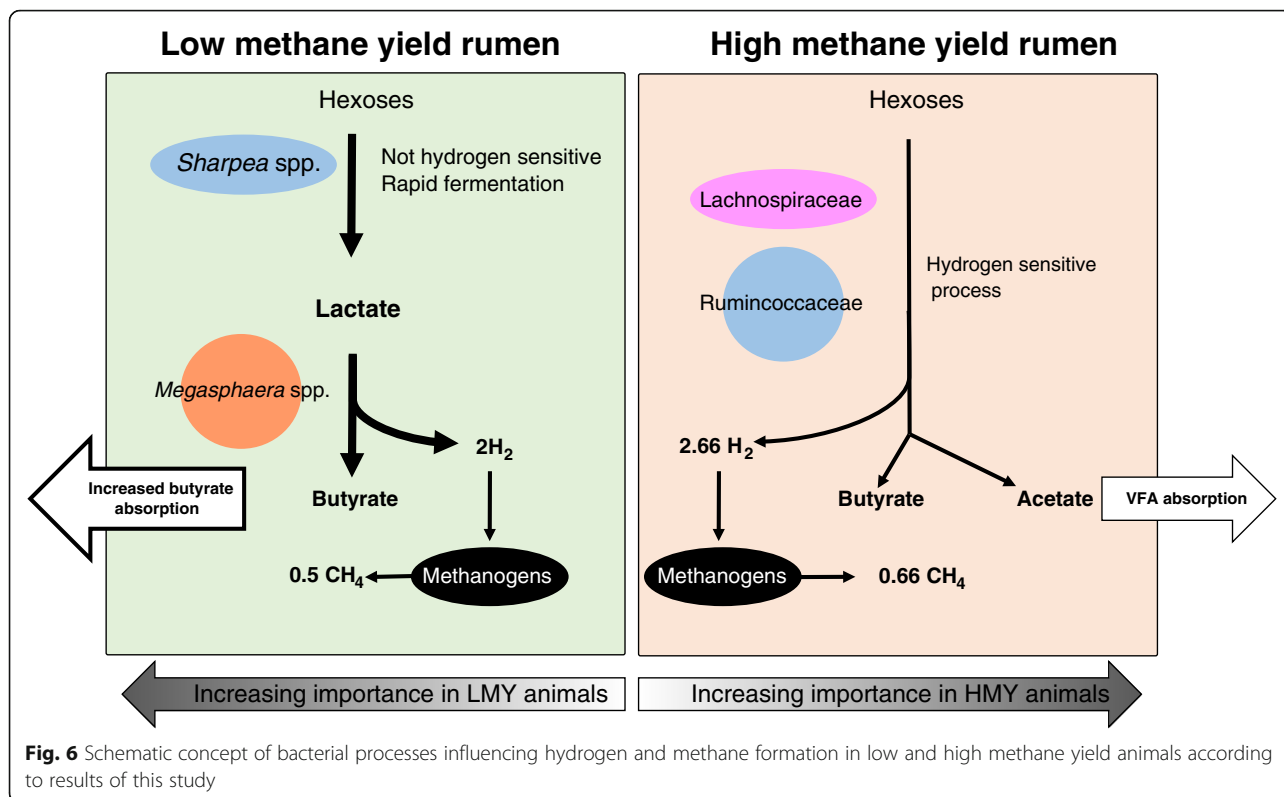 Low methane yield rumen
High methane yield rumen
Hexoses
Sharpea spp.
Not hydrogen sensitive
Rapid fermentation
Lactate
Megasphaera spp.
2H₂
Butyrate
Increased butyrate
absorption
0.5 CH₄
Methanogens
Hexoses
Lachnospiraceae
Rumincoccaceae
Hydrogen sensitive
process
2.66 H₂
Butyrate
Acetate
VFA absorption
Methanogens
0.66 CH₄
Increasing importance in LMY animals
Increasing importance in HMY animals
Fig. 6 Schematic concept of bacterial processes influencing hydrogen and methane formation in low and high methane yield animals according
to results of this study